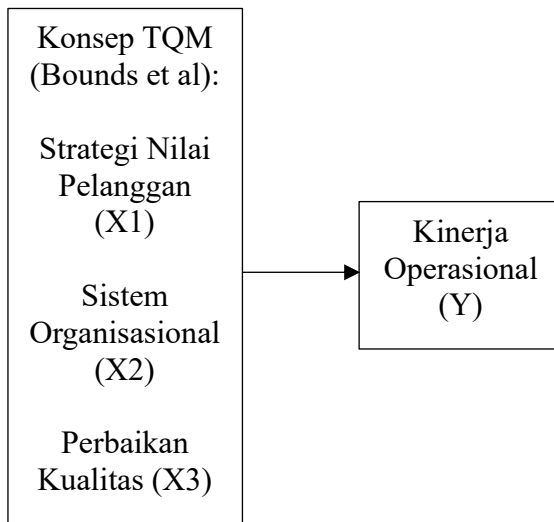 Konsep TQM
(Bounds et al):
Strategi Nilai
Pelanggan
(X1)
Sistem
Organisasional
(X2)
Perbaikan
Kualitas (X3)
Kinerja
Operasional
(Y)